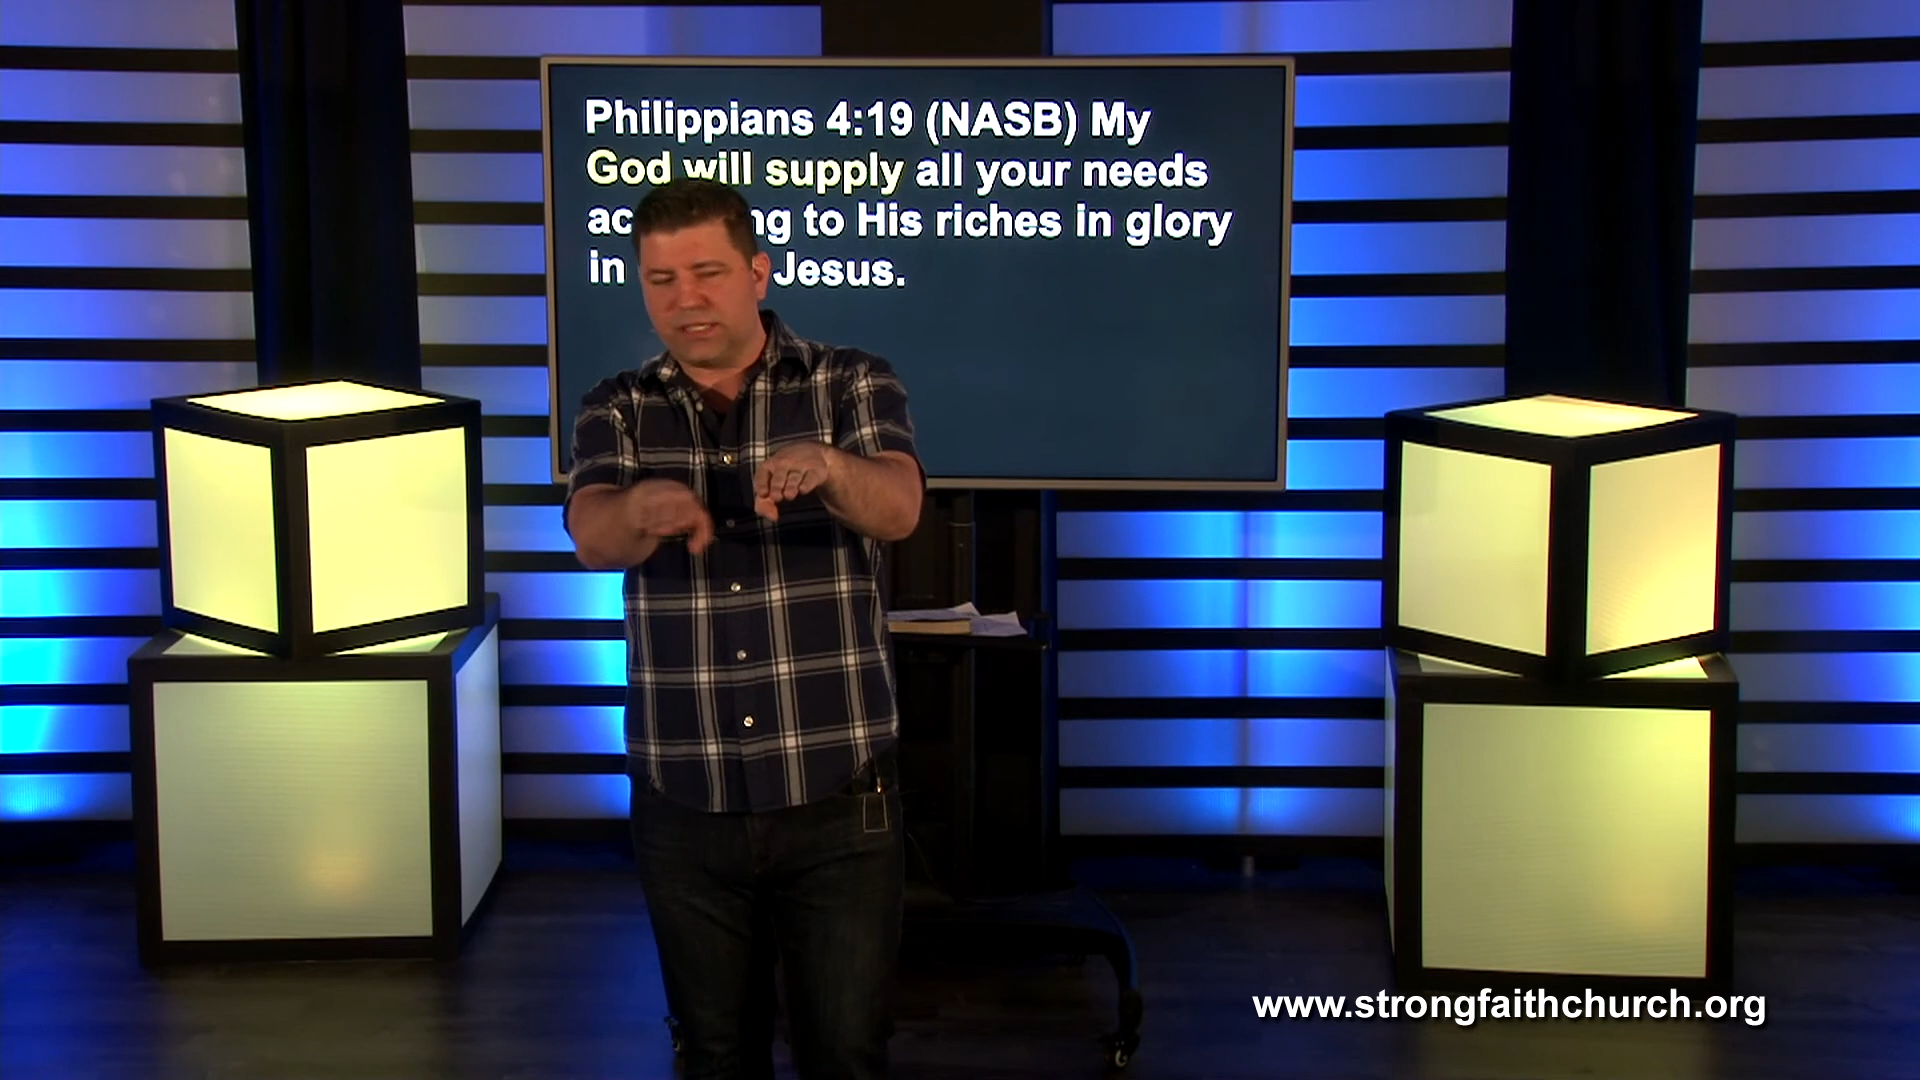 Philippians 4:19 (NASB) My
God will supply all your needs
to His riches in glory
in Jesus.
www.strongfaithchurch.org